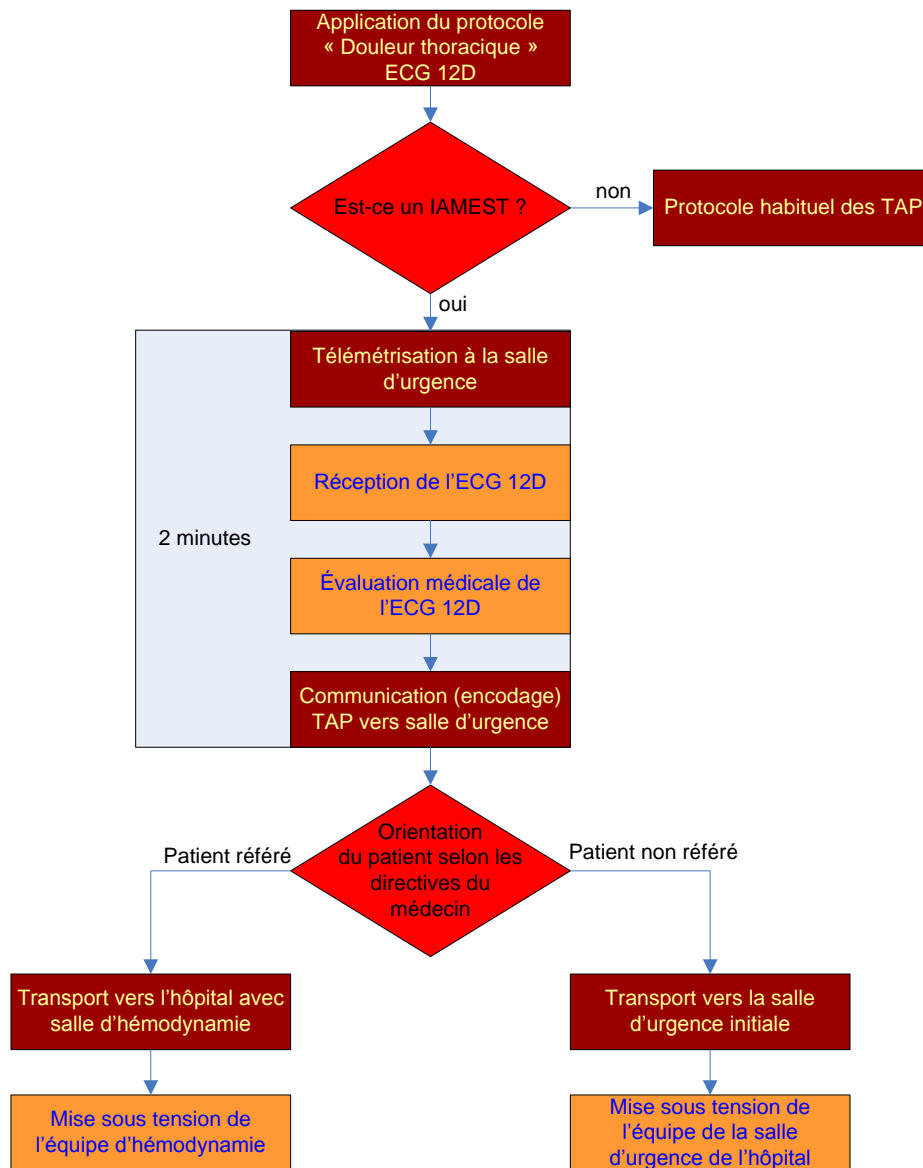 Application du protocole
« Douleur thoracique »
ECG 12D
Est-ce un IAMEST ?
non
Protocole habituel des TAP
oui
Télémétrisation à la salle
d’urgence
Réception de l’ECG 12D
2 minutes
Évaluation médicale de
l’ECG 12D
Communication (encodage)
TAP vers salle d’urgence
Patient référé
Orientation
du patient selon les
directives du
médecin
Patient non référé
Transport vers l’hôpital avec
salle d’hémodynamie
Transport vers la salle
d’urgence initiale
Mise sous tension de
l’équipe d’hémodynamie
Mise sous tension de
l’équipe de la salle
d’urgence de l’hôpital